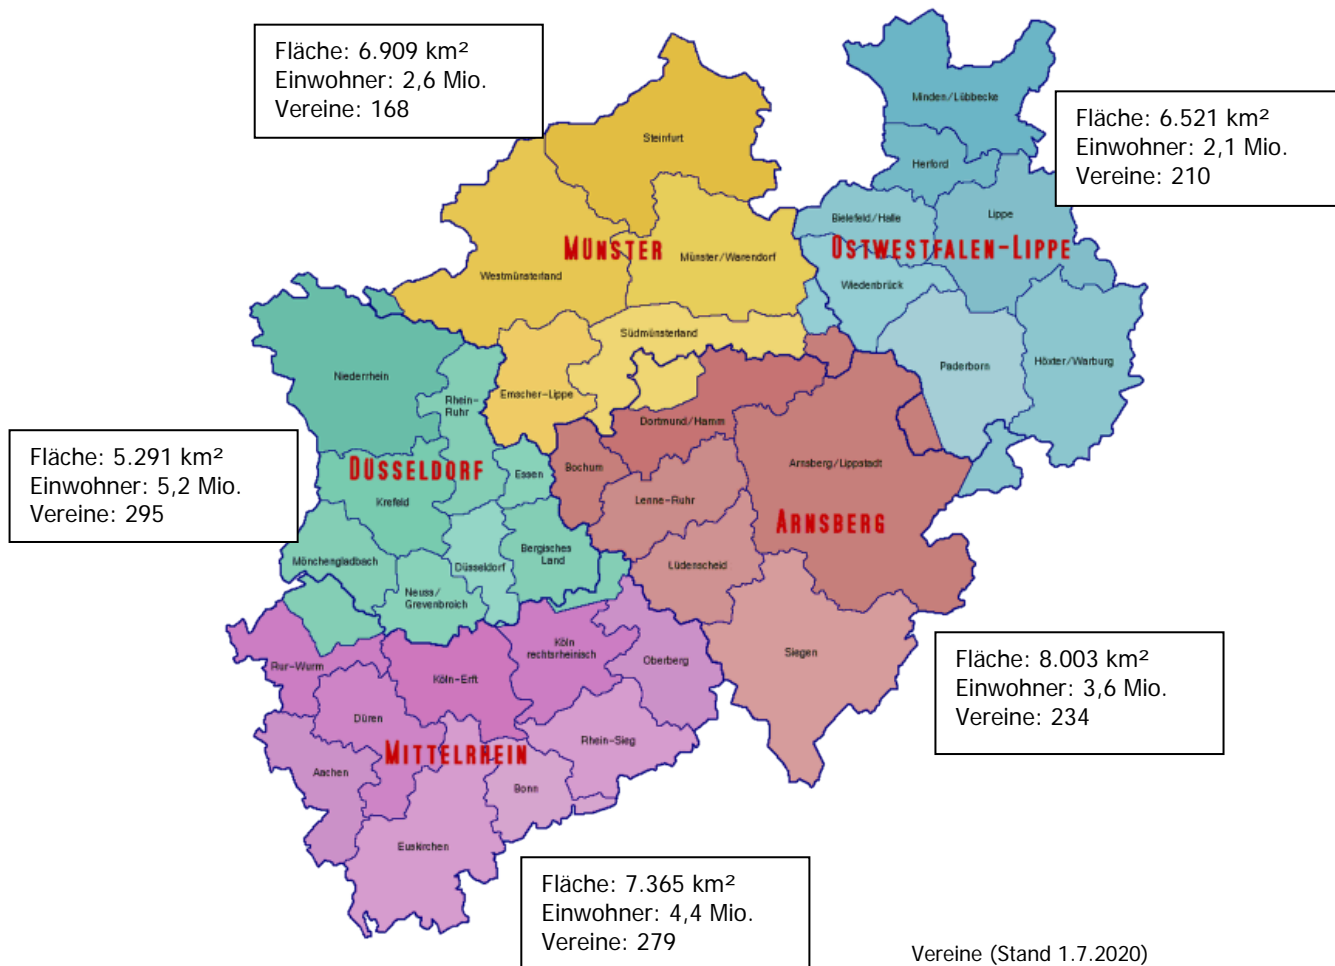 Fläche: 6.909 km²
Einwohner: 2,6 Mio.
Vereine: 168
Fläche: 6.521 km²
Einwohner: 2,1 Mio.
Vereine: 210
Minden/Lübbecke
Herford
Bielefeld/Halle
Lippe
OSTWESTFALEN-LIPPE
Wiedenbrück
Paderborn
Höxter/Warburg
Steinfurt
MÜNSTER
Münster/Warendorf
Westmünsterland
Südmünsterland
Emscher-Lippe
Niederrhein
Rhein-
Ruhr
Fläche: 5.291 km²
Einwohner: 5,2 Mio.
Vereine: 295
DÜSSELDORF
Essen
Krefeld
Mönchengladbach
Düsseldorf
Bergisches
Land
Neuss/
Grevenbroich
Dortmund/Hamm
Bochum
Arnsberg/Lippstadt
Lenne-Ruhr
ARNSBERG
Lüdenscheid
Siegen
Fläche: 8.003 km²
Einwohner: 3,6 Mio.
Vereine: 234
Rur-Wurm
Köln-Erft
Köln
rechtsrheinisch
Oberberg
Düren
Rhein-Sieg
MITTELRHEIN
Aachen
Bonn
Euskirchen
Fläche: 7.365 km²
Einwohner: 4,4 Mio.
Vereine: 279
Vereine (Stand 1.7.2020)